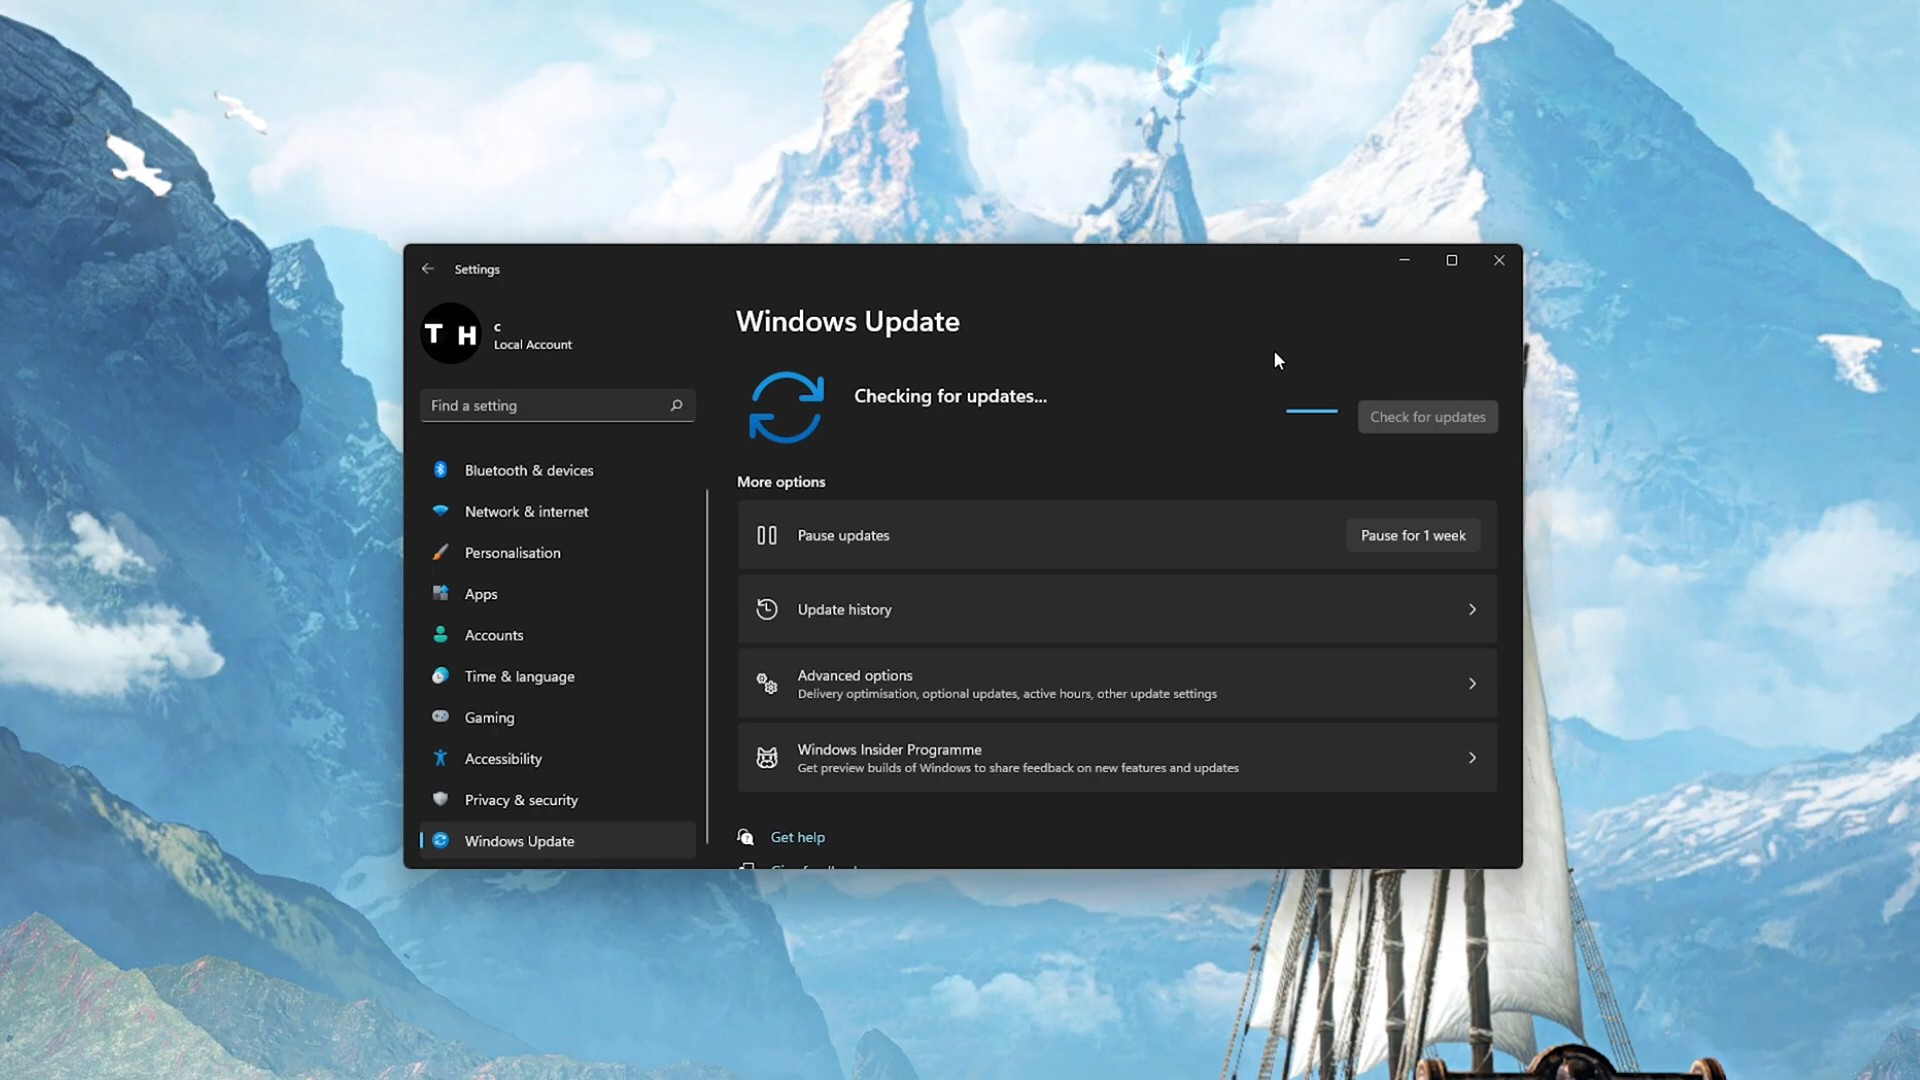 Settings
T H
c
Local Account
Find a setting
Bluetooth & devices
Network & internet
Personalisation
Apps
Accounts
Time & language
Gaming
Accessibility
Privacy & security
Windows Update
Windows Update
Checking for updates...
Check for updates
More options
Pause updates
Pause for 1 week
Update history
Advanced options
Delivery optimisation, optional updates, active hours, other update settings
Windows Insider Programme
Get preview builds of Windows to share feedback on new features and updates
Get help